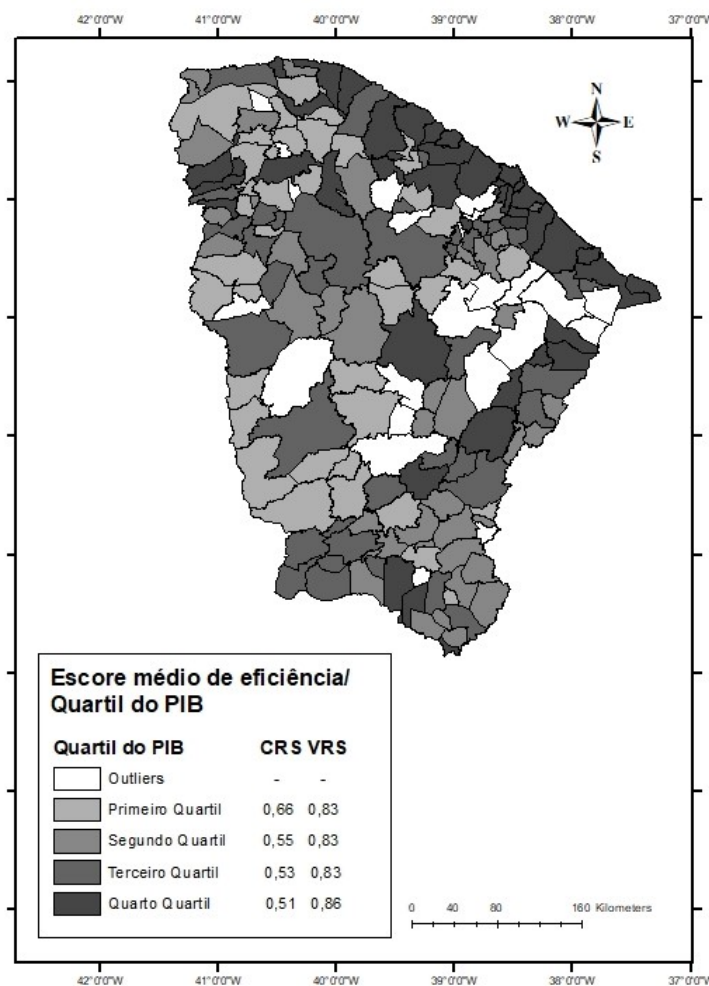 42°0'0"W 41°0'0"W 40°0'0"W 39°0'0"W 38°0'0"W 37°0'0"W
N
W E
S
Escore médio de eficiência/
Quartil do PIB
Quartil do PIB CRS VRS
Outliers - -
Primeiro Quartil 0,66 0,83
Segundo Quartil 0,55 0,83
Terceiro Quartil 0,53 0,83
Quarto Quartil 0,51 0,86
0 40 80 160 Kilometers
42°0'0"W 41°0'0"W 40°0'0"W 39°0'0"W 38°0'0"W 37°0'0"W